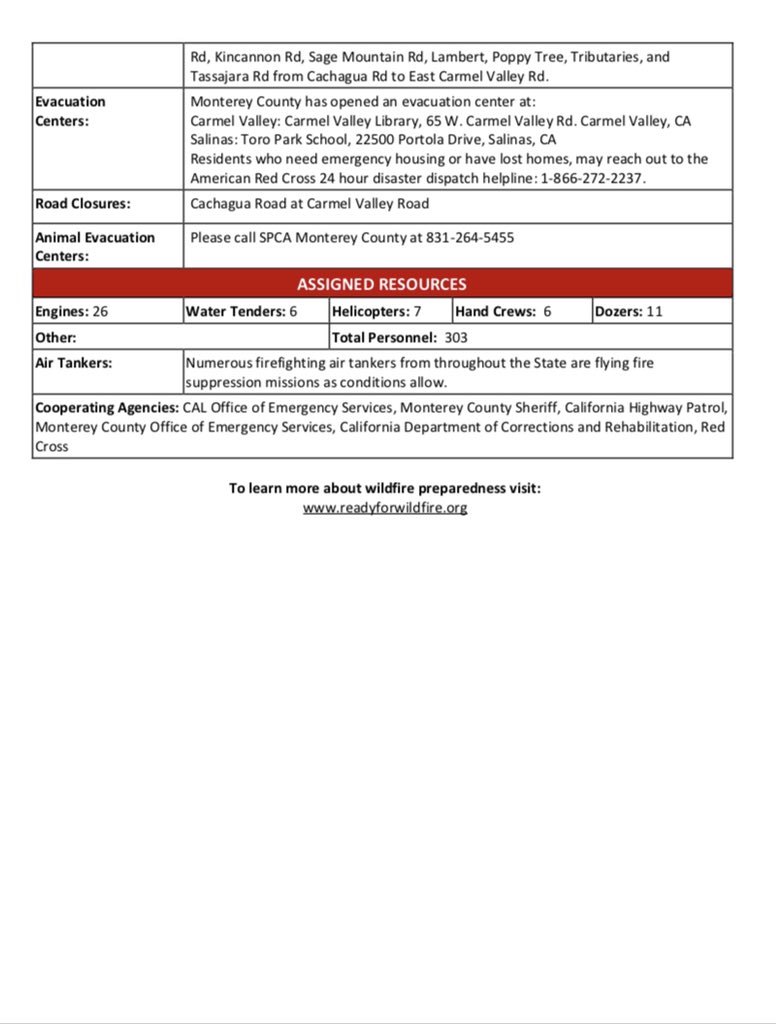 Rd, Kincannon Rd, Sage Mountain Rd, Lambert, Poppy Tree, Tributaries, and
Tassajara Rd from Cachagua Rd to East Carmel Valley Rd.
Evacuation
Centers:
Monterey County has opened an evacuation center at:
Carmel Valley: Carmel Valley Library, 65 W. Carmel Valley Rd. Carmel Valley, CA
Salinas: Toro Park School, 22500 Portola Drive, Salinas, CA
Residents who need emergency housing or have lost homes, may reach out to the
American Red Cross 24 hour disaster dispatch helpline: 1-866-272-2237.
Road Closures: Cachagua Road at Carmel Valley Road
Animal Evacuation
Centers:
Please call SPCA Monterey County at 831-264-5455
ASSIGNED RESOURCES
Engines: 26 Water Tenders: 6 Helicopters: 7 Hand Crews: 6 Dozers: 11
Other: Total Personnel: 303
Air Tankers: Numerous firefighting air tankers from throughout the State are flying fire
suppression missions as conditions allow.
Cooperating Agencies: CAL Office of Emergency Services, Monterey County Sheriff, California Highway Patrol,
Monterey County Office of Emergency Services, California Department of Corrections and Rehabilitation, Red
Cross
To learn more about wildfire preparedness visit:
www.readyforwildfire.org